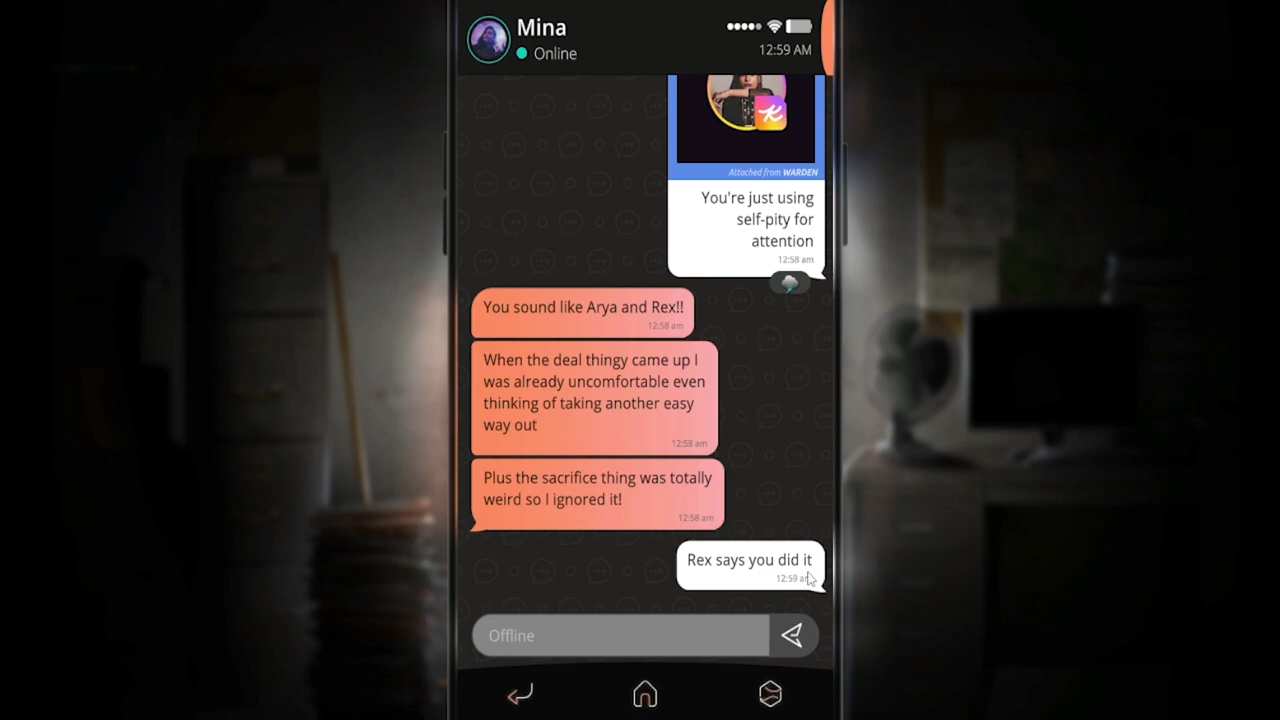 Mina
Online
12:59 AM
Attached from WARDEN
You're just using
self-pity for
attention
12:58 am
You sound like Arya and Rex!!
12:58 am
When the deal thingy came up I
was already uncomfortable even
thinking of taking another easy
way out
12:58 am
Plus the sacrifice thing was totally
weird so I ignored it!
12:58 am
Rex says you did it
12:59 am
Offline